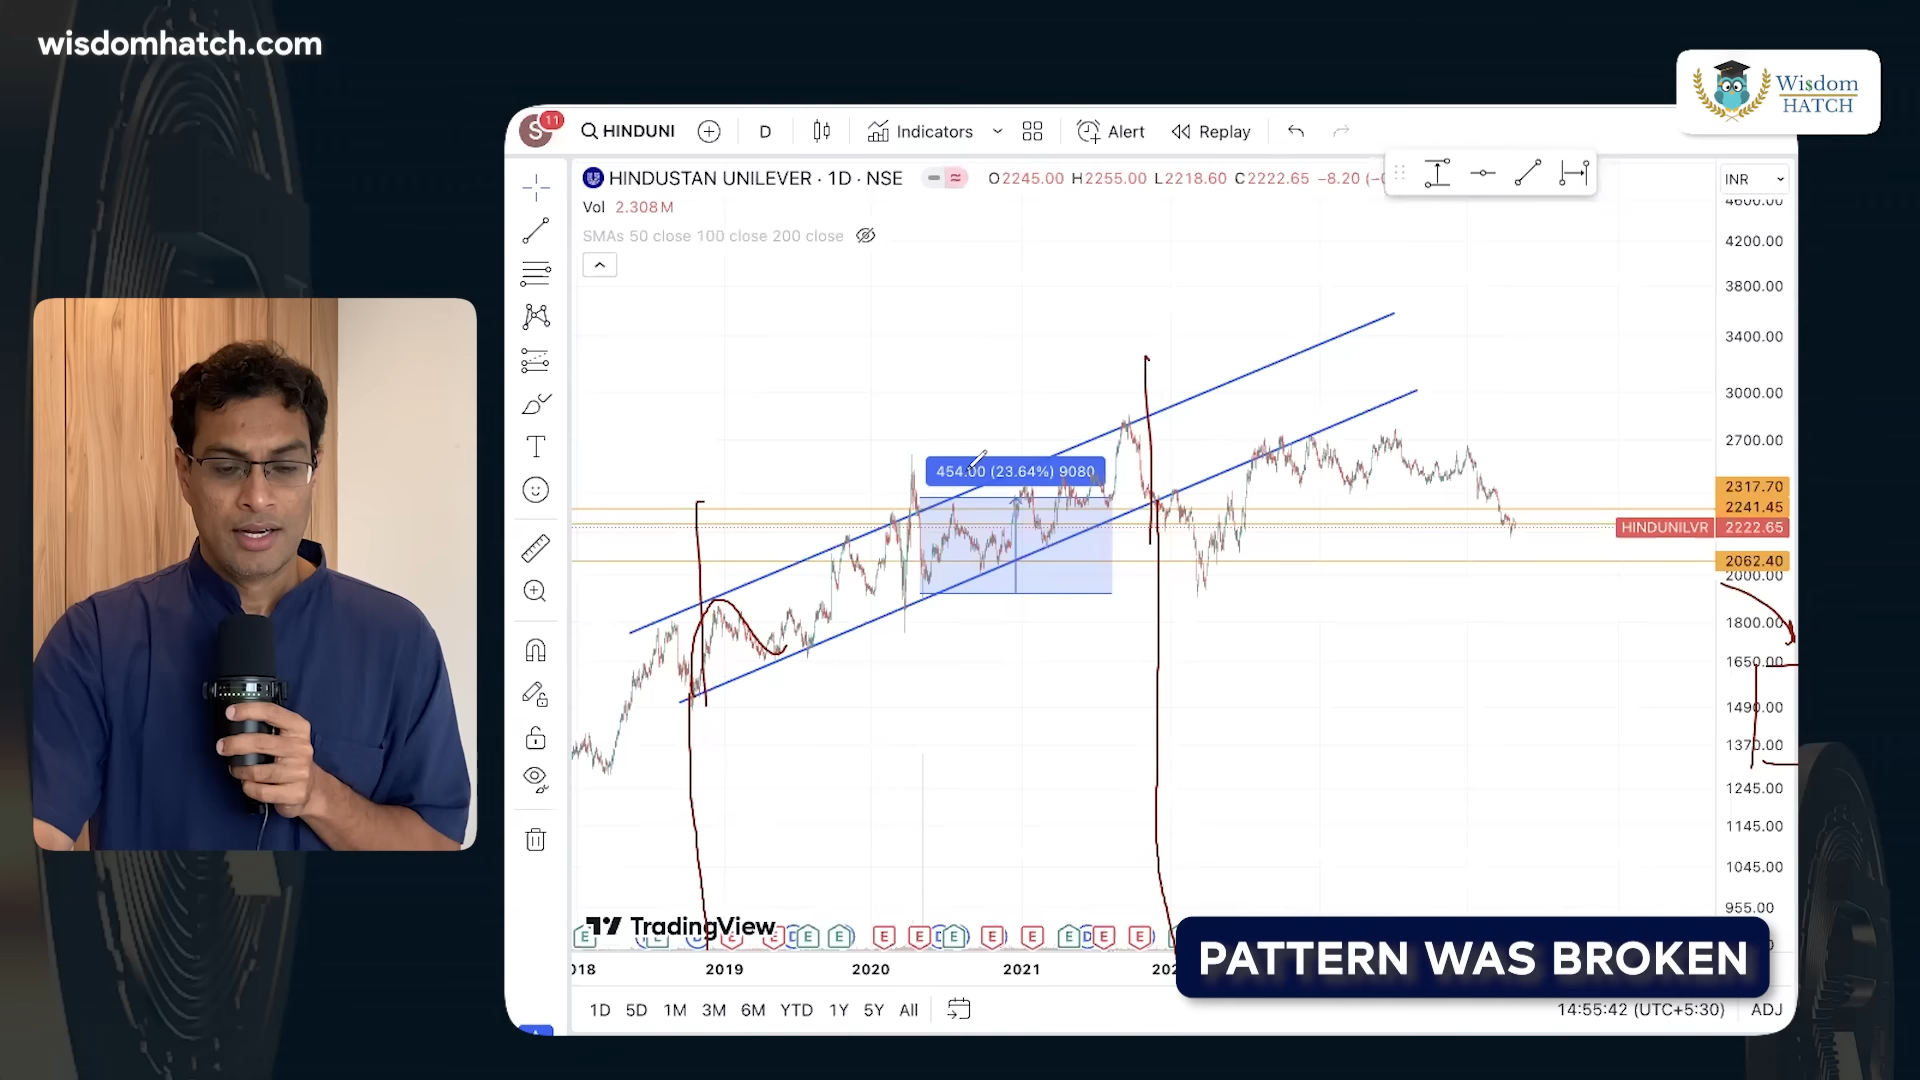 wisdomhatch.com
Wi$dom
HATCH
S 11 HINDUNI D Indicators Alert Replay
HINDUSTAN UNILEVER · 1D · NSE O2245.00 H2255.00 L2218.60 C2222.65 −8.20
INR
Vol 2.308M
SMAs 50 close 100 close 200 close
4600.00
4200.00
3800.00
3400.00
3000.00
2700.00
454.00 (23.64%) 9080
2317.70
2241.45
HINDUNILVR 2222.65
2062.40
2000.00
1800.00
1650.00
1490.00
1370.00
1245.00
1145.00
1045.00
955.00
TradingView
2019 2020 2021
PATTERN WAS BROKEN
1D 5D 1M 3M 6M YTD 1Y 5Y All
14:55:42 (UTC+5:30) ADJ